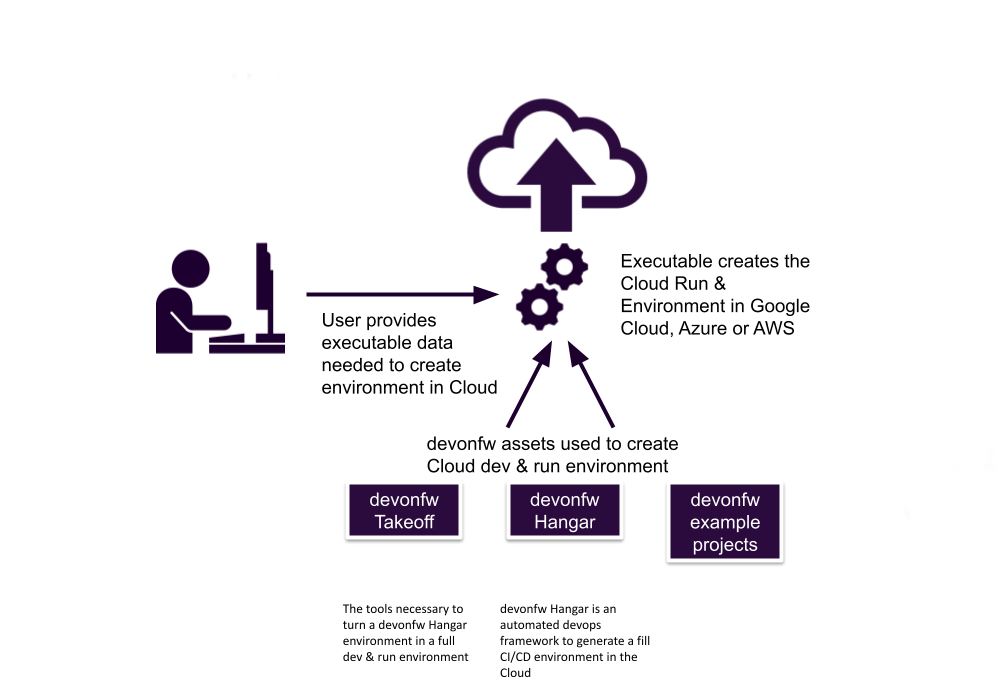 Executable creates the
Cloud Run &
Environment in Google
Cloud, Azure or AWS
User provides
executable data
needed to create
environment in Cloud
devonfw assets used to create
Cloud dev & run environment
devonfw
Takeoff
devonfw
Hangar
devonfw
example
projects
The tools necessary to
turn a devonfw Hangar
environment in a full
dev & run environment
devonfw Hangar is an
automated devops
framework to generate a fill
CI/CD environment in the
Cloud